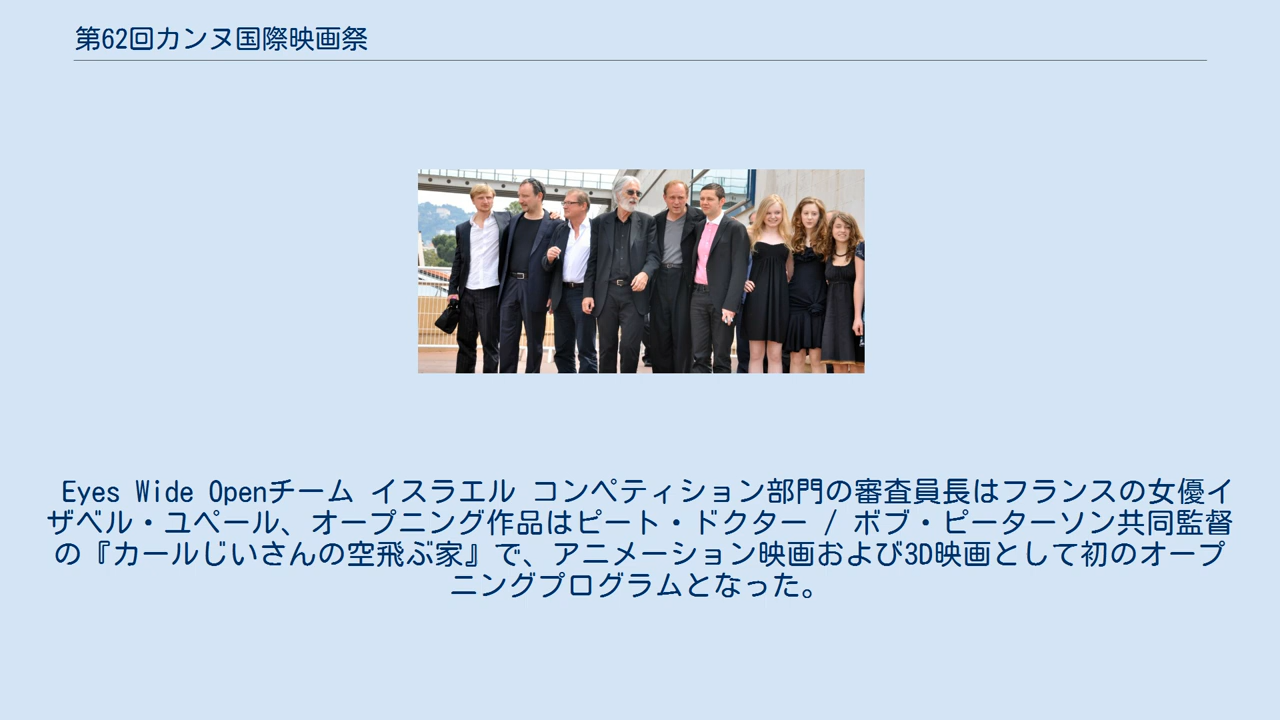 第62回カンヌ国際映画祭
Eyes Wide Openチーム イスラエル コンペティション部門の審査員長はフランスの女優イ
ザベル・ユペール、オープニング作品はピート・ドクター / ボブ・ピーターソン共同監督
の『カールじいさんの空飛ぶ家』で、アニメーション映画および3D映画として初のオープ
ニングプログラムとなった。